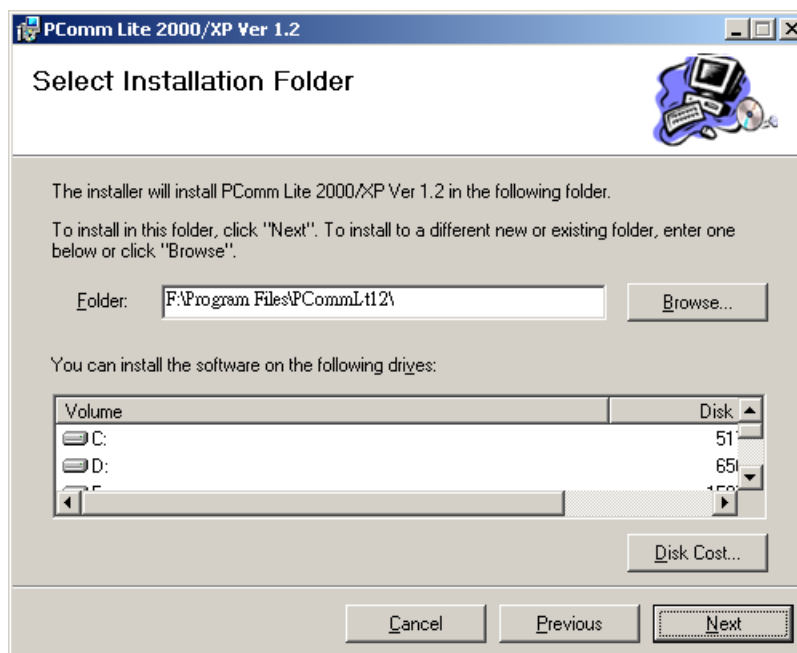 PComm Lite 2000/XP Ver 1.2
Select Installation Folder
The installer will install PComm Lite 2000/XP Ver 1.2 in the following folder.
To install in this folder, click "Next". To install to a different new or existing folder, enter one
below or click "Browse".
Folder: F:\Program Files\PCommLt12\ Browse...
You can install the software on the following drives:
Volume Disk
C:
D:
Disk Cost...
Cancel Previous Next